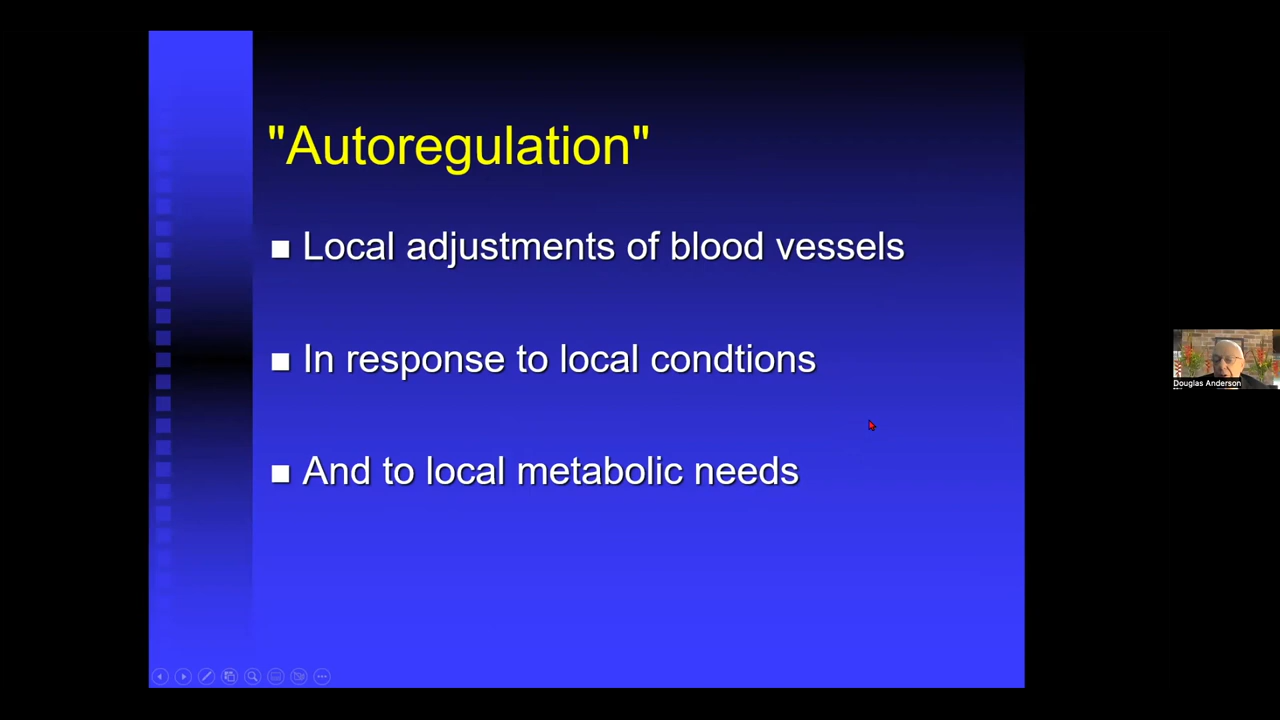 "Autoregulation"
■ Local adjustments of blood vessels
■ In response to local condtions
■ And to local metabolic needs
Douglas Anderson